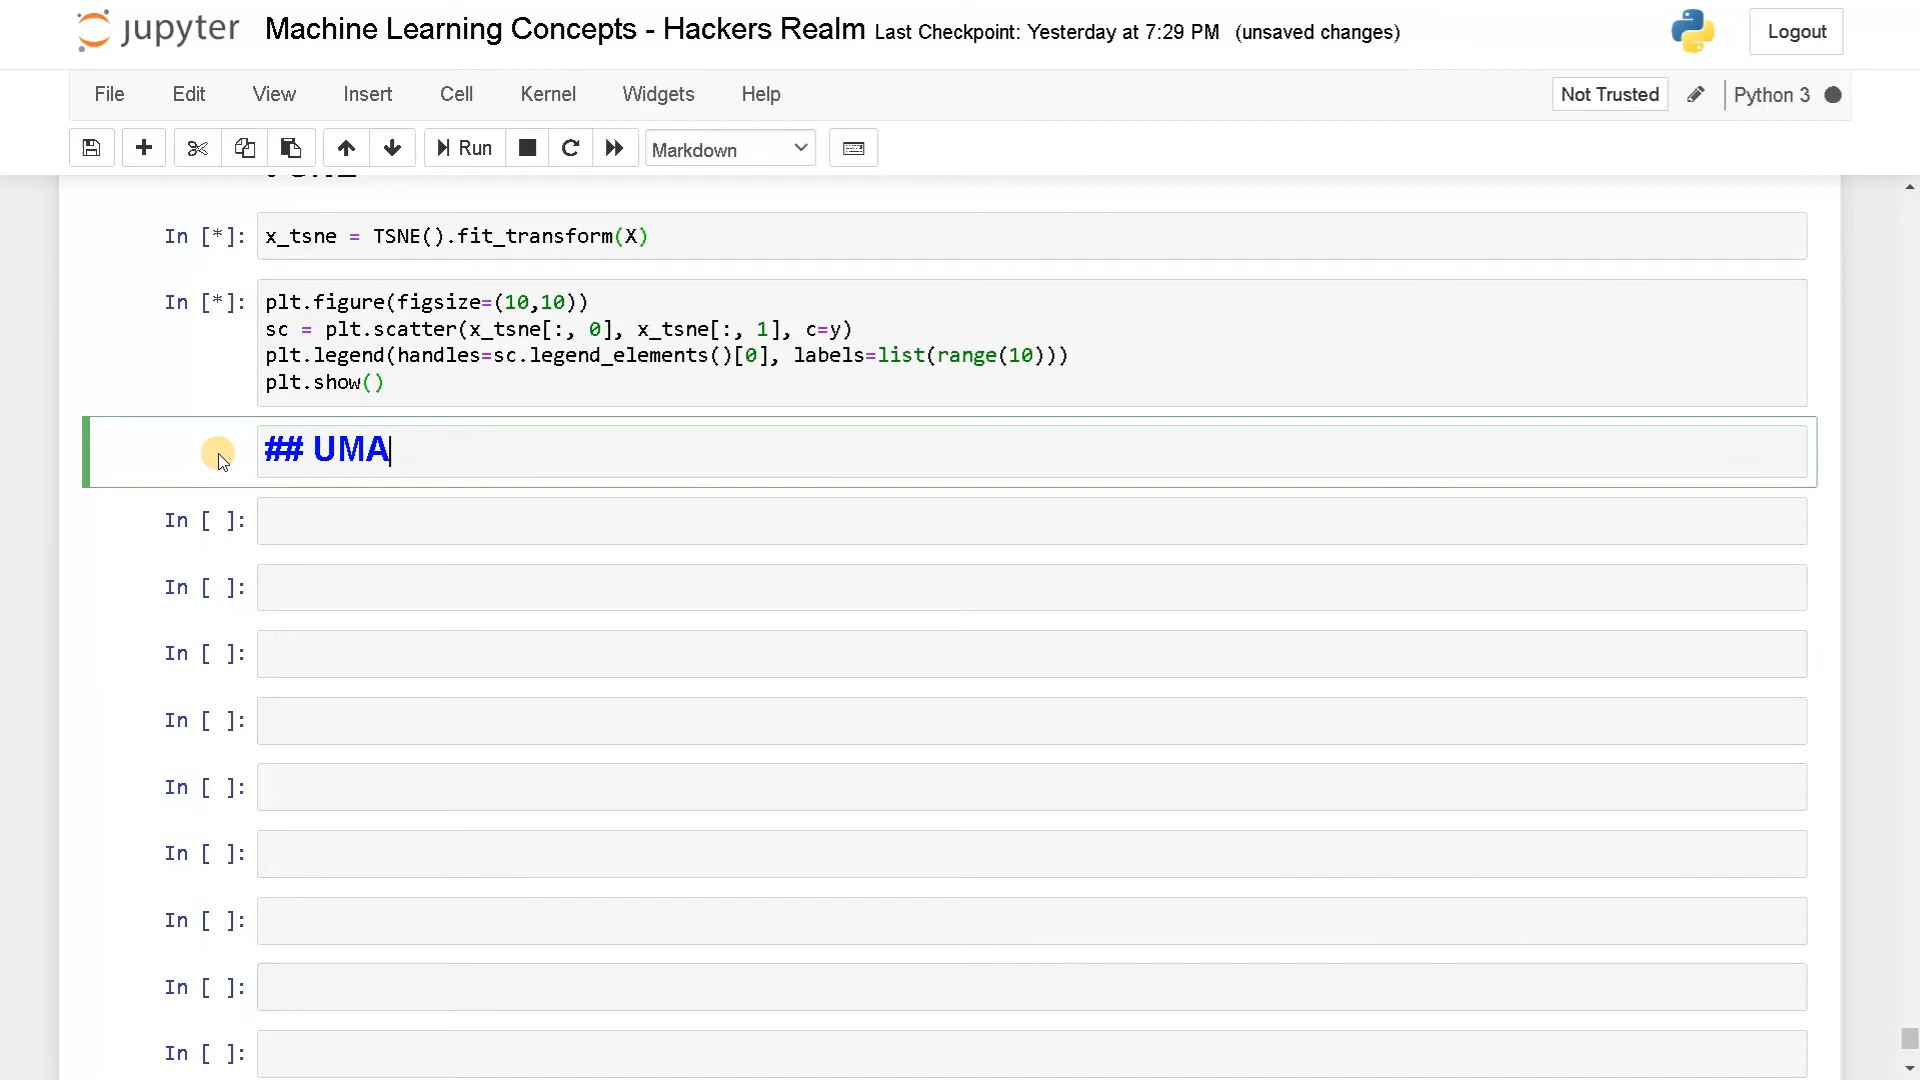 jupyter Machine Learning Concepts - Hackers Realm Last Checkpoint: Yesterday at 7:29 PM (unsaved changes) Logout
File Edit View Insert Cell Kernel Widgets Help Not Trusted Python 3
Run Markdown
In [*]: x_tsne = TSNE().fit_transform(X)
In [*]: plt.figure(figsize=(10,10))
sc = plt.scatter(x_tsne[:, 0], x_tsne[:, 1], c=y)
plt.legend(handles=sc.legend_elements()[0], labels=list(range(10)))
plt.show()
## UMA
In [ ]:
In [ ]:
In [ ]:
In [ ]:
In [ ]:
In [ ]:
In [ ]:
In [ ]:
In [ ]: